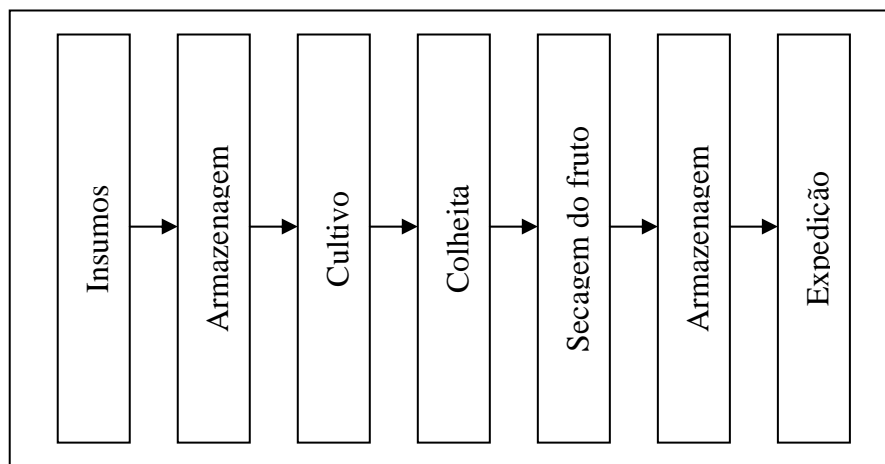 Insumos
Armazenagem
Cultivo
Colheita
Secagem do fruto
Armazenagem
Expedição